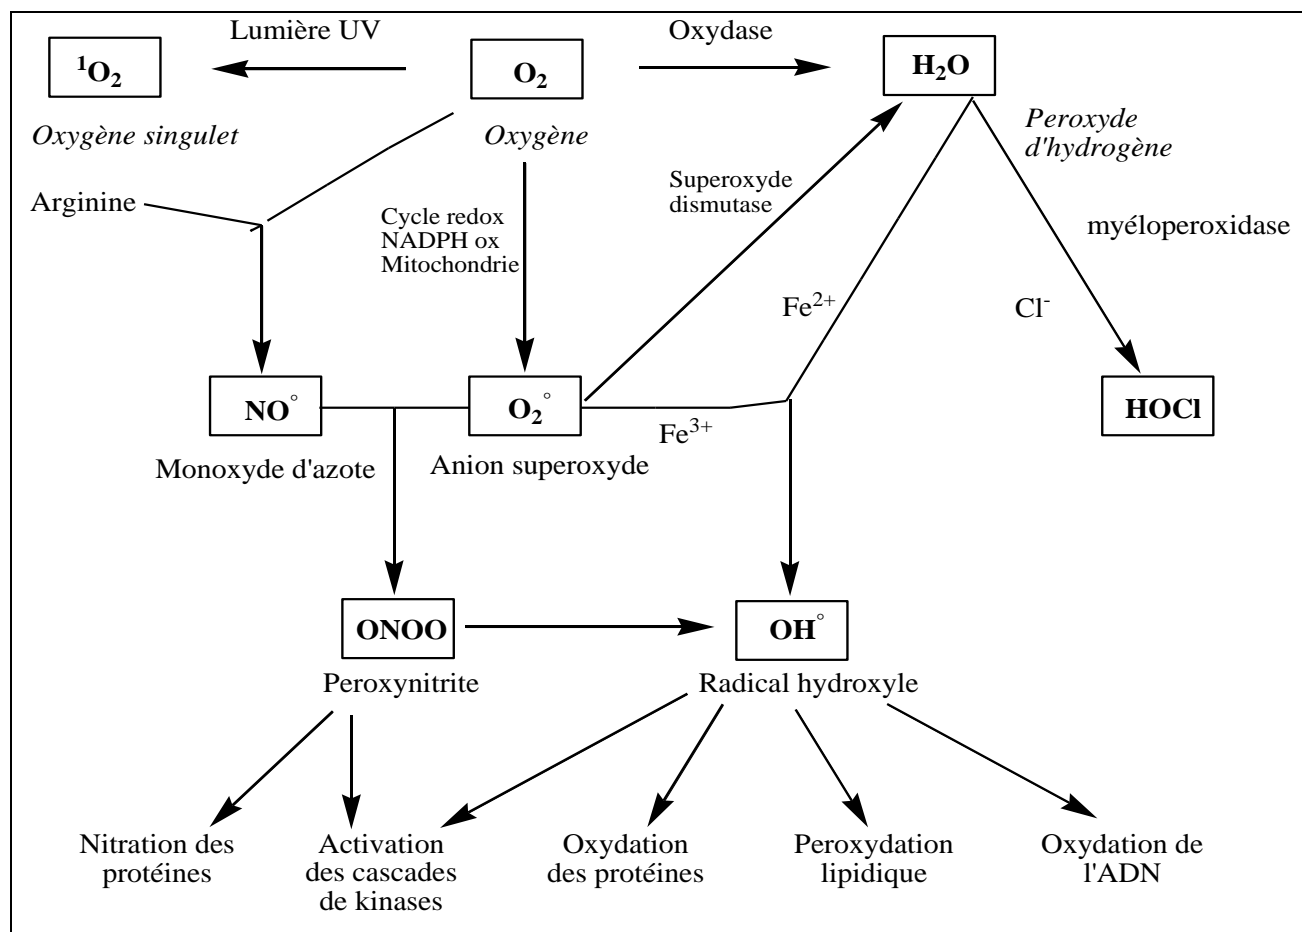 Lumière UV
Oxydase
¹O₂
O₂
H₂O
Oxygène singulet
Oxygène
Peroxyde
d'hydrogène
Arginine
Superoxyde
dismutase
Cycle redox
NADPH ox
Mitochondrie
myéloperoxidase
Fe²⁺
Cl⁻
NO°
O₂°
Fe³⁺
HOCl
Monoxyde d'azote
Anion superoxyde
ONOO
OH°
Peroxynitrite
Radical hydroxyle
Nitration des
protéines
Activation
des cascades
de kinases
Oxydation
des protéines
Peroxydation
lipidique
Oxydation de
l'ADN